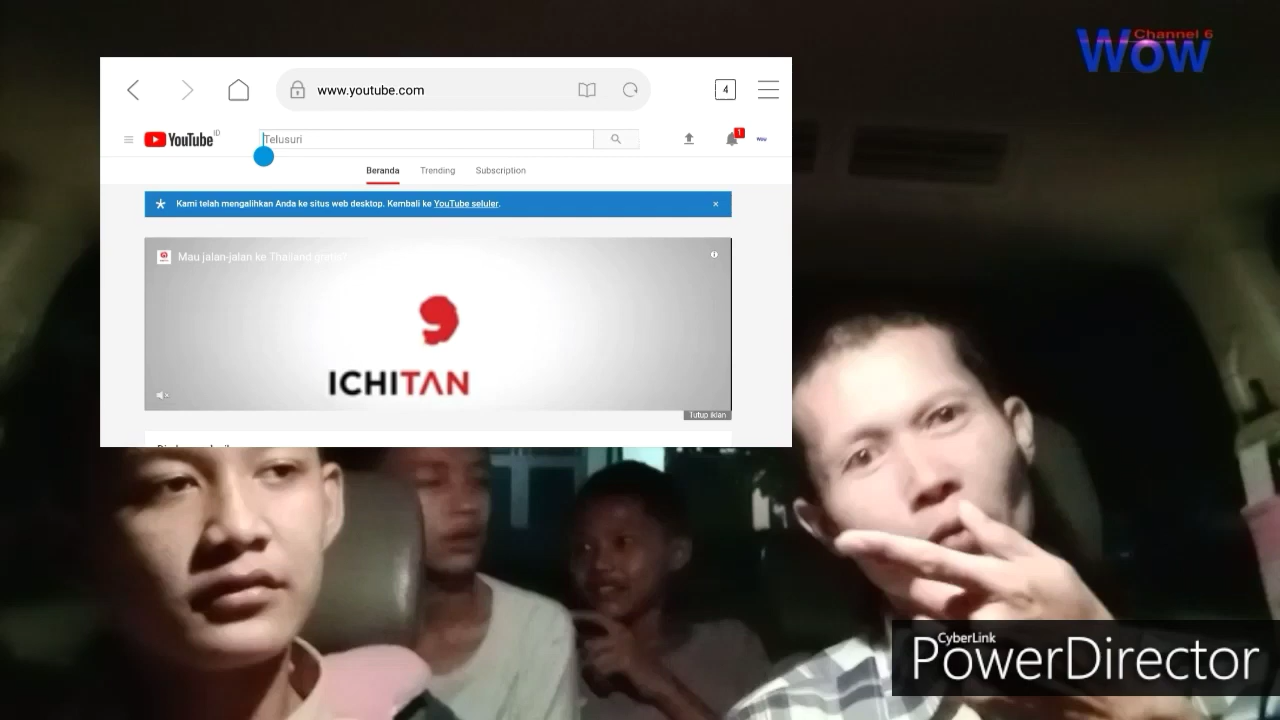 Channel 6
Wow
www.youtube.com
4
YouTube ID
Telusuri
1
Wow
Beranda
Trending
Subscription
Kami telah mengalihkan Anda ke situs web desktop. Kembali ke YouTube seluler.
Mau jalan-jalan ke Thailand gratis?
ICHITAN
Tutup iklan
CyberLink
PowerDirector